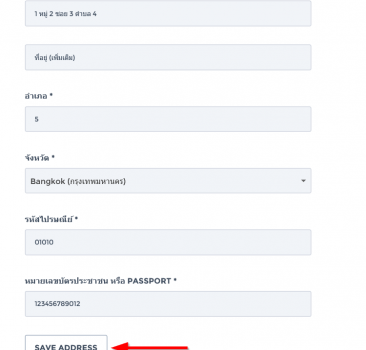 1 หมู่ 2 ซอย 3 ตำบล 4
ที่อยู่ (เพิ่มเติม)
อำเภอ *
5
จังหวัด *
Bangkok (กรุงเทพมหานคร)
รหัสไปรษณีย์ *
01010
หมายเลขบัตรประชาชน หรือ PASSPORT *
123456789012
SAVE ADDRESS